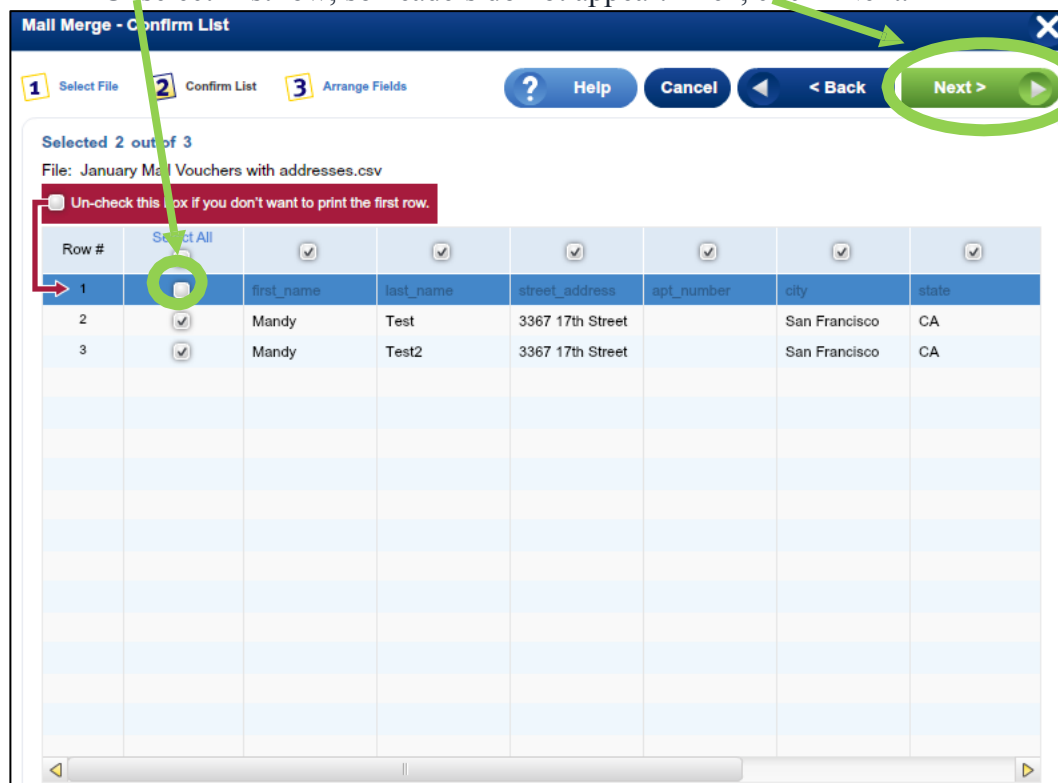 Mail Merge - Confirm List
1 Select File 2 Confirm List 3 Arrange Fields ? Help Cancel < Back Next >
Selected 2 out of 3
File: January Mail Vouchers with addresses.csv
Un-check this box if you don't want to print the first row.
Row # Select All
1 first_name last_name street_address apt_number city state
2 Mandy Test 3367 17th Street San Francisco CA
3 Mandy Test2 3367 17th Street San Francisco CA